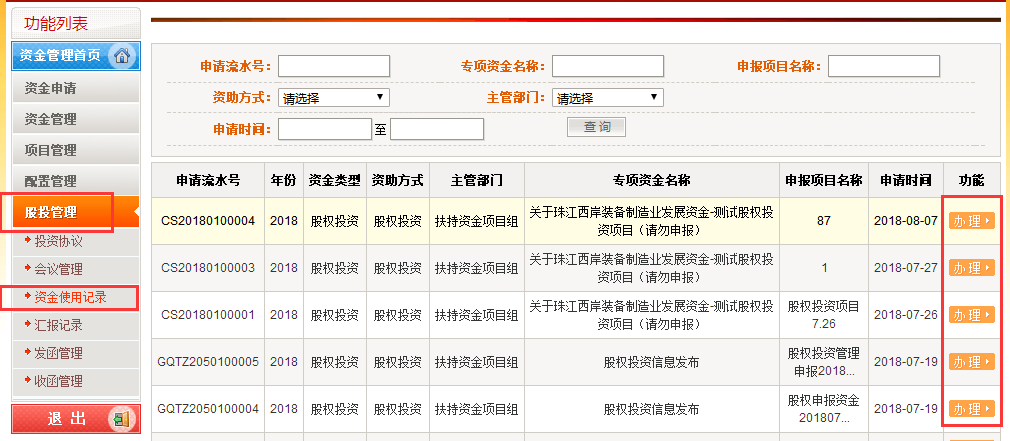 功能列表
资金管理首页
资金申请
资金管理
项目管理
配置管理
股投管理
投资协议
会议管理
资金使用记录
汇报记录
发函管理
收函管理
退 出
申请流水号： 专项资金名称： 申报项目名称：
资助方式： 请选择 主管部门： 请选择
申请时间： 至 查 询
申请流水号 年份 资金类型 资助方式 主管部门 专项资金名称 申报项目名称 申请时间 功能
CS20180100004 2018 股权投资 股权投资 扶持资金项目组 关于珠江西岸装备制造业发展资金-测试股权投 87 2018-08-07 办 理
资项目（请勿申报）
CS20180100003 2018 股权投资 股权投资 扶持资金项目组 关于珠江西岸装备制造业发展资金-测试股权投 1 2018-07-27 办 理
资项目（请勿申报）
CS20180100001 2018 股权投资 股权投资 扶持资金项目组 关于珠江西岸装备制造业发展资金-测试股权投 股权投资项目 2018-07-26 办 理
资项目（请勿申报） 7.26
GQTZ2050100005 2018 股权投资 股权投资 扶持资金项目组 股权投资信息发布 股权投资管理 2018-07-19 办 理
申报2018...
GQTZ2050100004 2018 股权投资 股权投资 扶持资金项目组 股权投资信息发布 股权申报资金 2018-07-19 办 理
201807...